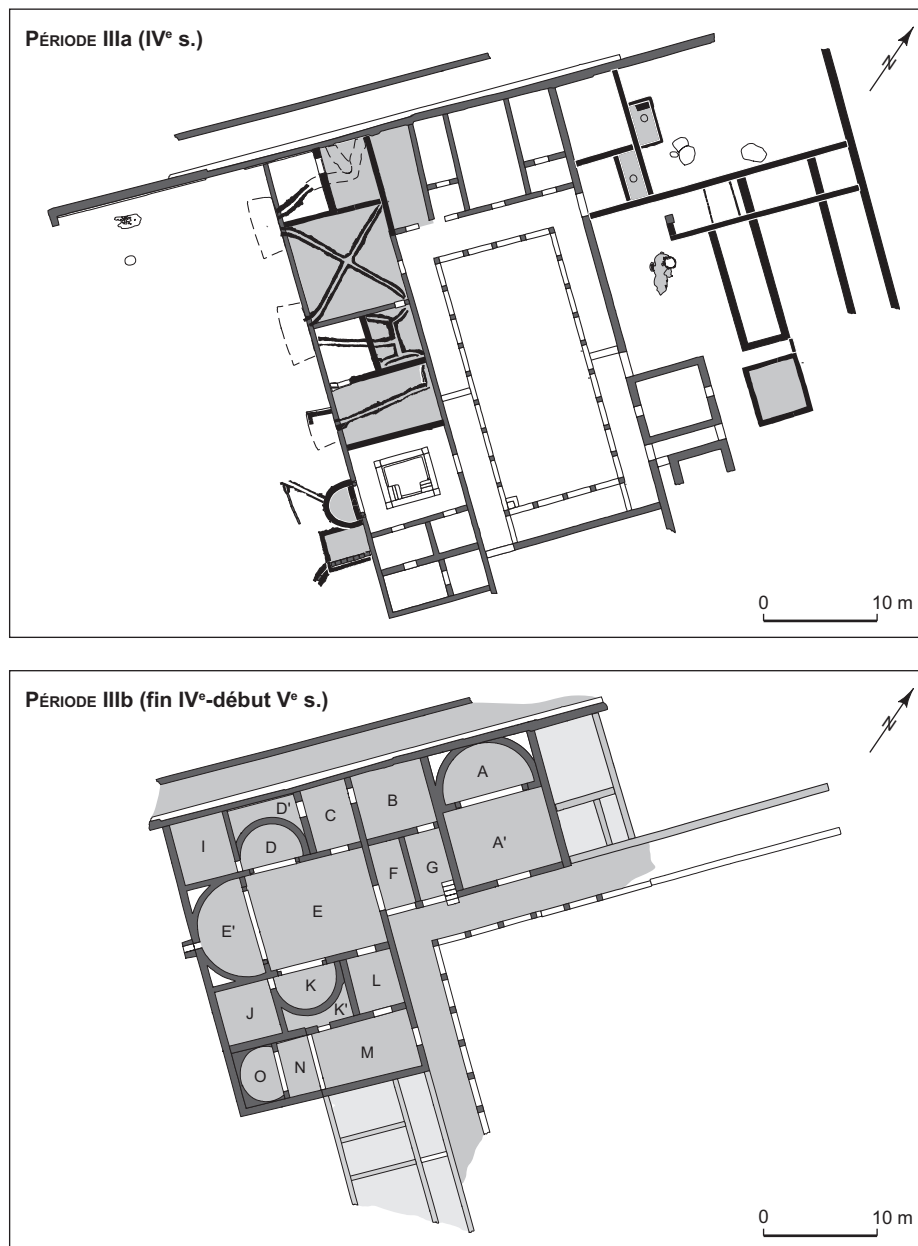 PÉRIODE IIIa (IVe s.)
N
0 10 m
PÉRIODE IIIb (fin IVe-début Ve s.)
N
A
D'
C
B
I
D
A'
F
G
E
E'
K
L
J
K'
M
N
O
0 10 m